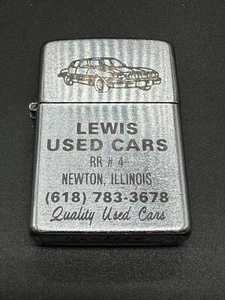 LEWIS
USED CARS
RR # 4
NEWTON, ILLINOIS
(618) 783-3678
Quality Used Cars